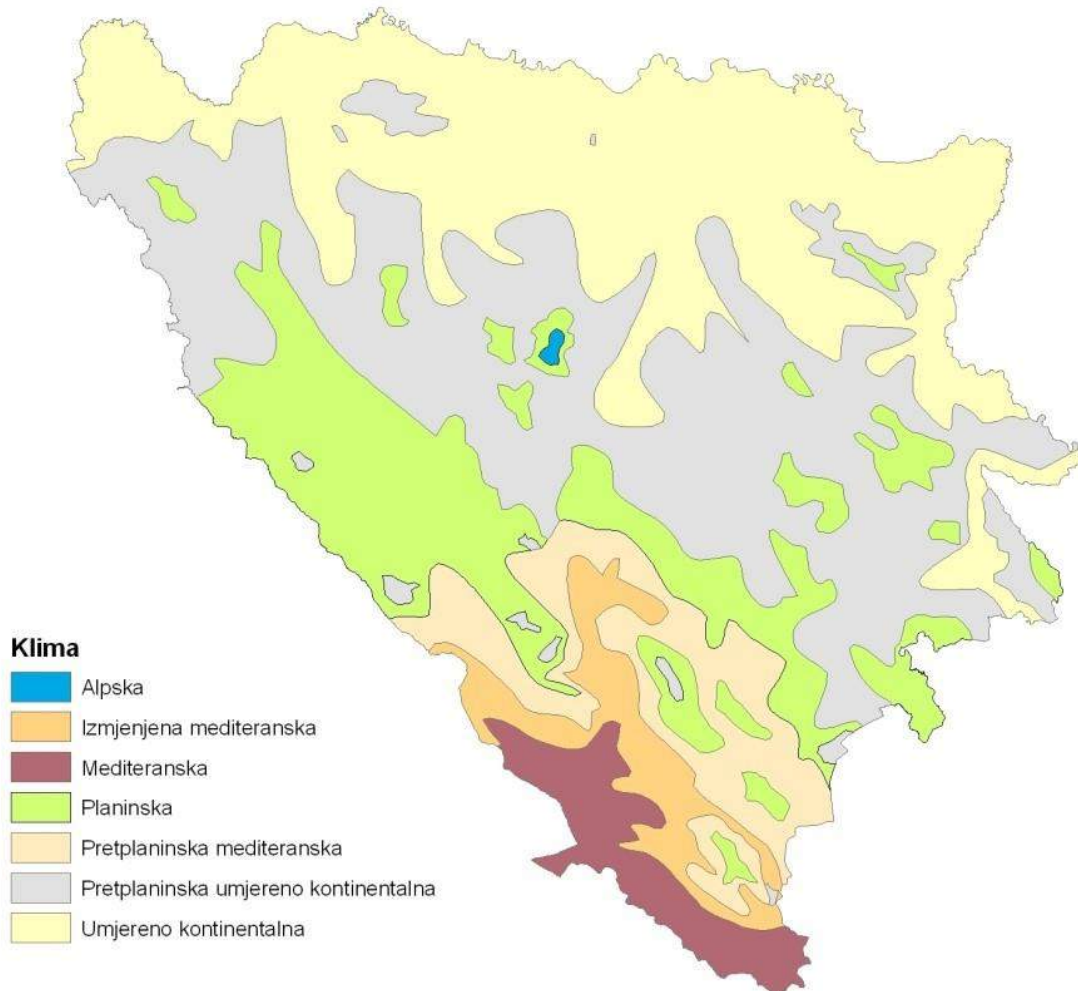 Klima
Alpska
Izmjenjena mediteranska
Mediteranska
Planinska
Pretplaninska mediteranska
Pretplaninska umjereno kontinentalna
Umjereno kontinentalna